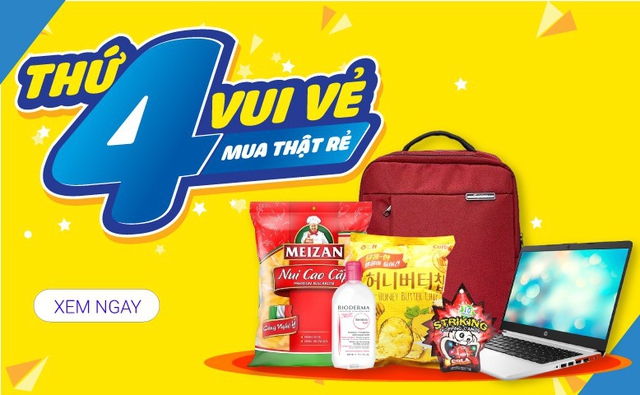 THỨ 4 VUI VẺ
MUA THẬT RẺ
XEM NGAY
MEIZAN
Nui Cao Cấp
BIODERMA
허니버터칩
HONEY BUTTER CHIP
STRIKING